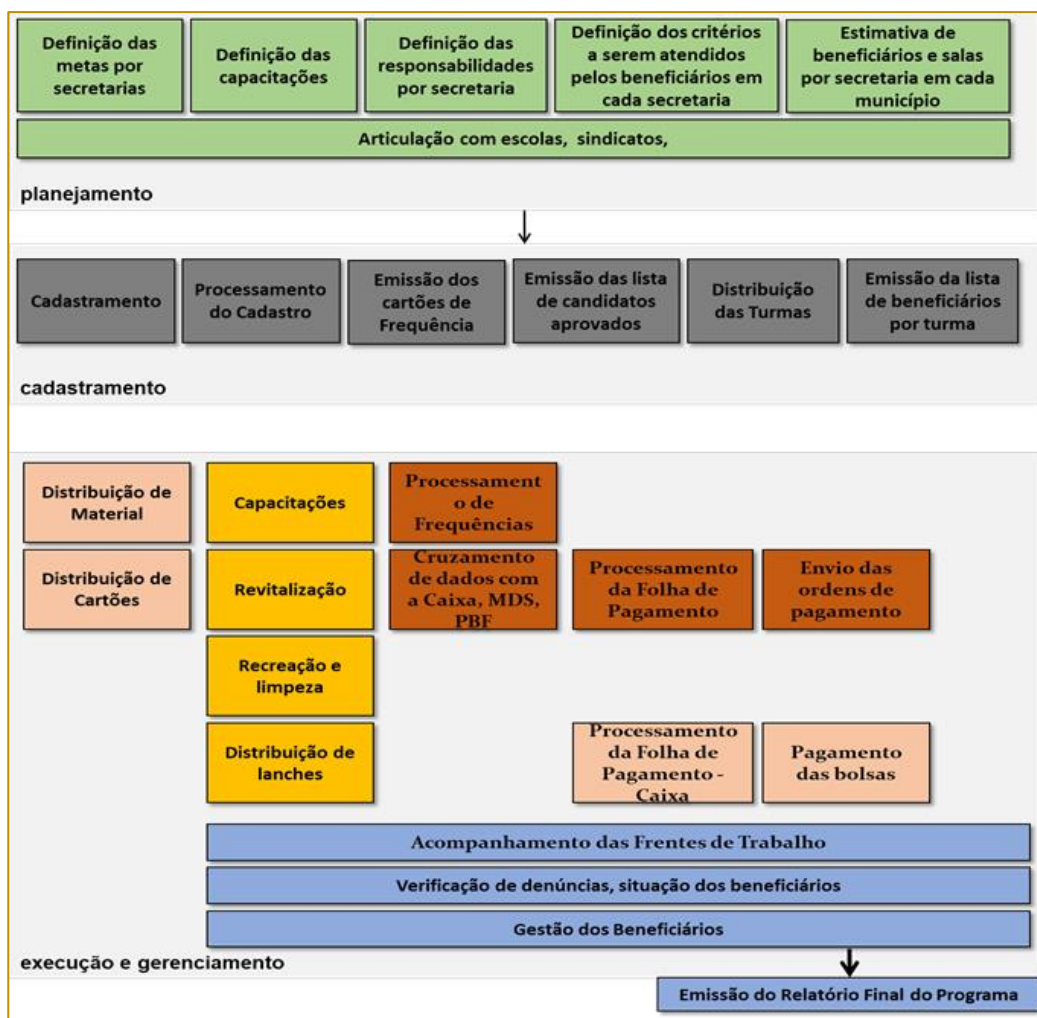 Definição das
metas por
secretarias
Definição das
capacitações
Definição das
responsabilidades
por secretaria
Definição dos critérios
a serem atendidos
pelos beneficiários em
cada secretaria
Estimativa de
beneficiários e salas
por secretaria em cada
município
Articulação com escolas, sindicatos,
planejamento
Cadastramento
Processamento
do Cadastro
Emissão dos
cartões de
Frequência
Emissão das lista
de candidatos
aprovados
Distribuição
das Turmas
Emissão da lista
de beneficiários
por turma
cadastramento
Distribuição de
Material
Capacitações
Processament
o de
Frequências
Distribuição de
Cartões
Revitalização
Cruzamento
de dados com
a Caixa, MDS,
PBF
Processamento
da Folha de
Pagamento
Envio das
ordens de
pagamento
Recreação e
limpeza
Distribuição de
lanches
Processamento
da Folha de
Pagamento -
Caixa
Pagamento
das bolsas
Acompanhamento das Frentes de Trabalho
Verificação de denúncias, situação dos beneficiários
Gestão dos Beneficiários
execução e gerenciamento
Emissão do Relatório Final do Programa